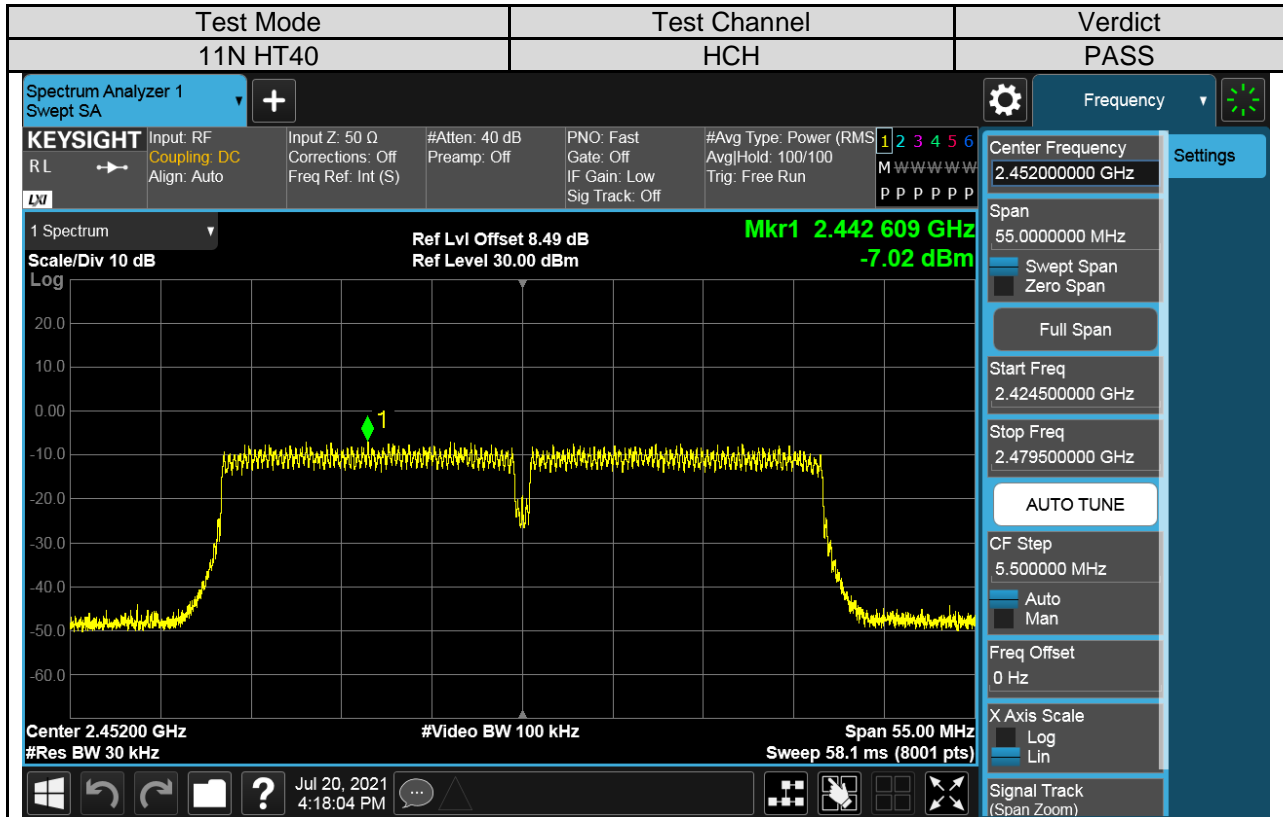 Test Mode Test Channel Verdict
11N HT40 HCH PASS
Spectrum Analyzer 1
Swept SA
+
Frequency
KEYSIGHT Input: RF Input Z: 50 Ω #Atten: 40 dB PNO: Fast #Avg Type: Power (RMS 1 2 3 4 5 6
RL Coupling: DC Corrections: Off Preamp: Off Gate: Off Avg|Hold: 100/100 M W W W W W
Align: Auto Freq Ref: Int (S) IF Gain: Low Trig: Free Run
LXI Sig Track: Off P P P P P P
1 Spectrum Ref Lvl Offset 8.49 dB Mkr1 2.442 609 GHz
Scale/Div 10 dB Ref Level 30.00 dBm -7.02 dBm
Log
20.0
10.0
0.00
1
-10.0
-20.0
-30.0
-40.0
-50.0
-60.0
Center 2.45200 GHz #Video BW 100 kHz Span 55.00 MHz
#Res BW 30 kHz Sweep 58.1 ms (8001 pts)
Center Frequency
2.452000000 GHz
Settings
Span
55.0000000 MHz
Swept Span
Zero Span
Full Span
Start Freq
2.424500000 GHz
Stop Freq
2.479500000 GHz
AUTO TUNE
CF Step
5.500000 MHz
Auto
Man
Freq Offset
0 Hz
X Axis Scale
Log
Lin
Signal Track
(Span Zoom)
? Jul 20, 2021
4:18:04 PM